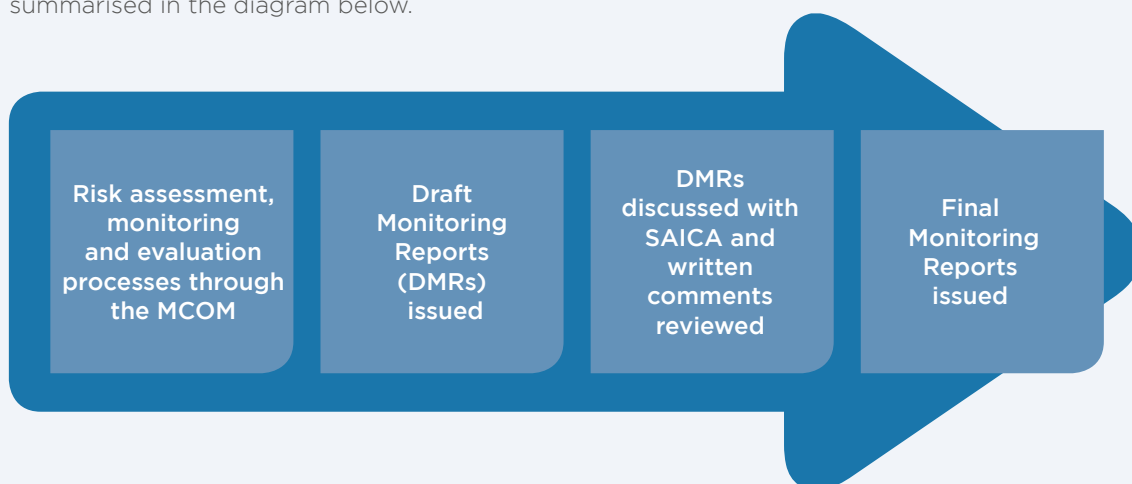 summarised in the diagram below.
Risk assessment,
monitoring
and evaluation
processes through
the MCOM
Draft
Monitoring
Reports
(DMRs)
issued
DMRs
discussed with
SAICA and
written
comments
reviewed
Final
Monitoring
Reports
issued